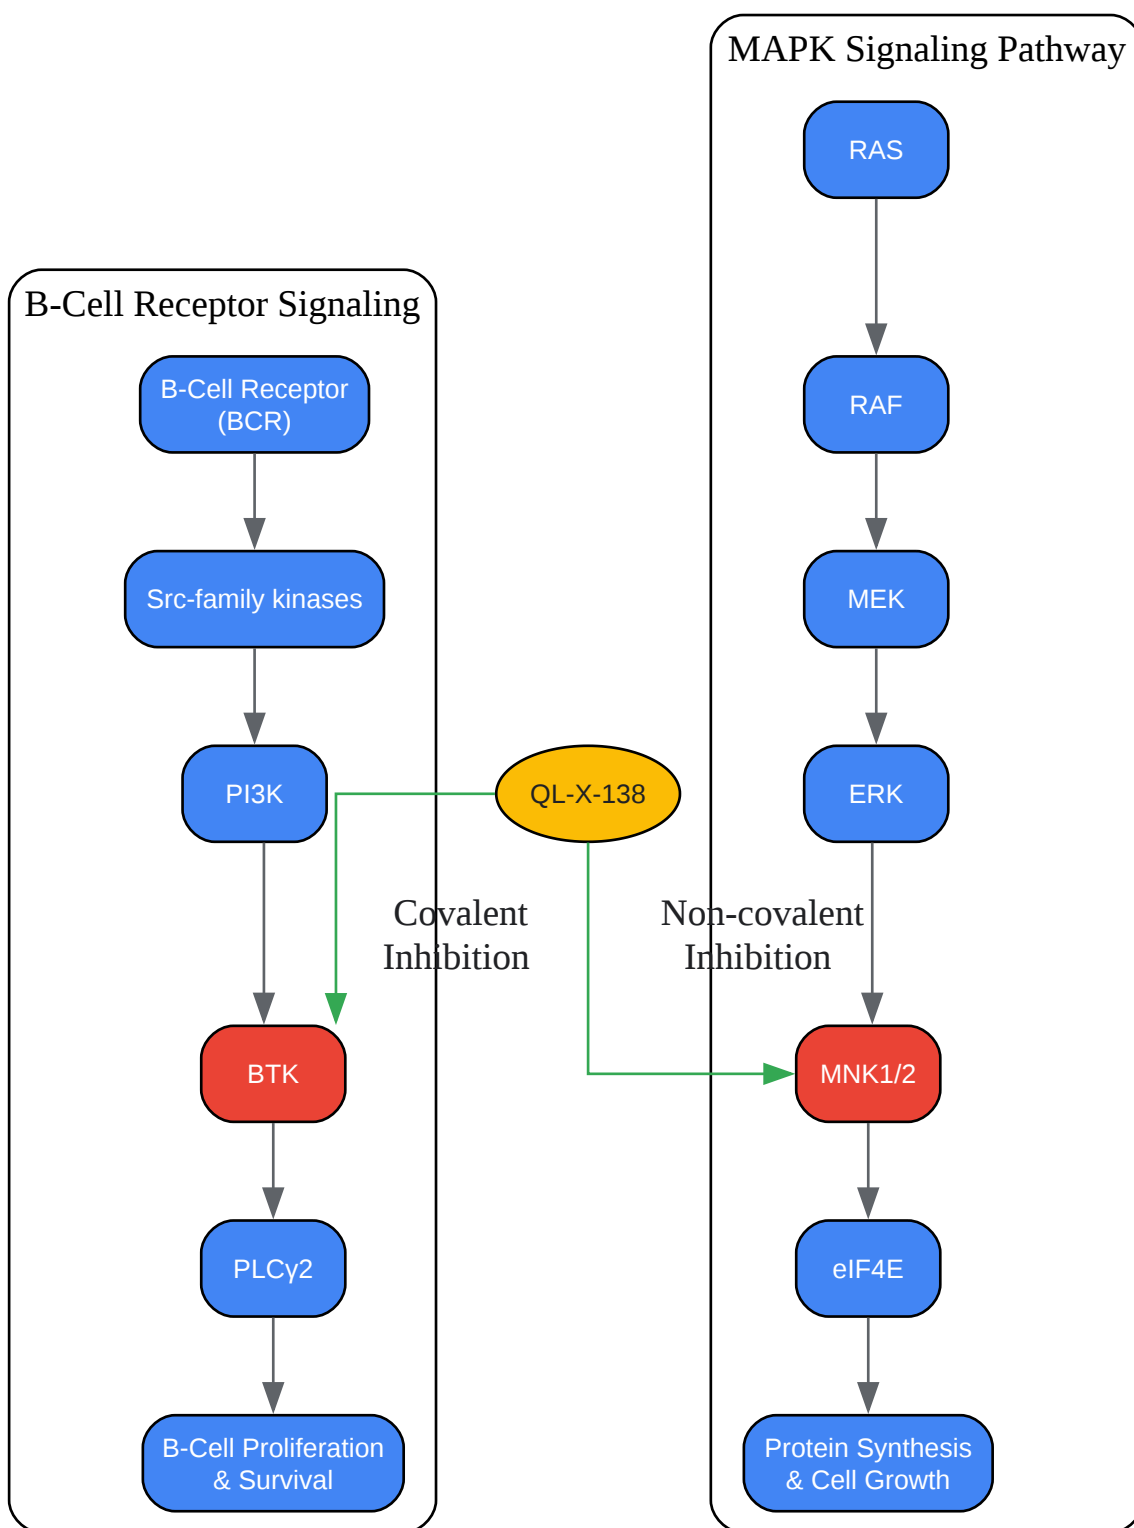 MAPK Signaling Pathway
RAS
RAF
MEK
ERK
Non-covalent
Inhibition
MNK1/2
eIF4E
Protein Synthesis
& Cell Growth
B-Cell Receptor Signaling
B-Cell Receptor
(BCR)
Src-family kinases
PI3K
QL-X-138
Covalent
Inhibition
BTK
PLCγ2
B-Cell Proliferation
& Survival